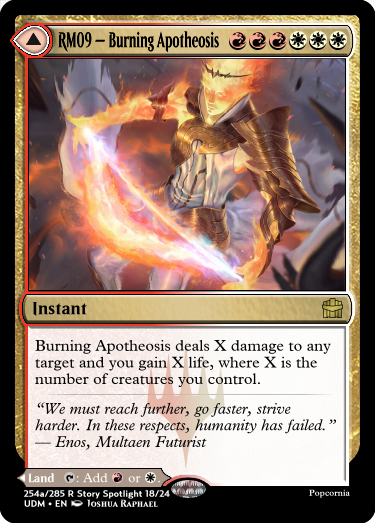 RM09 – Burning Apotheosis
Instant
Burning Apotheosis deals X damage to any
target and you gain X life, where X is the
number of creatures you control.
“We must reach further, go faster, strive
harder. In these respects, humanity has failed.”
— Enos, Multaen Futurist
Land : Add or .
254a/285 R Story Spotlight 18/24
Popcornia
UDM • EN Joshua Raphael